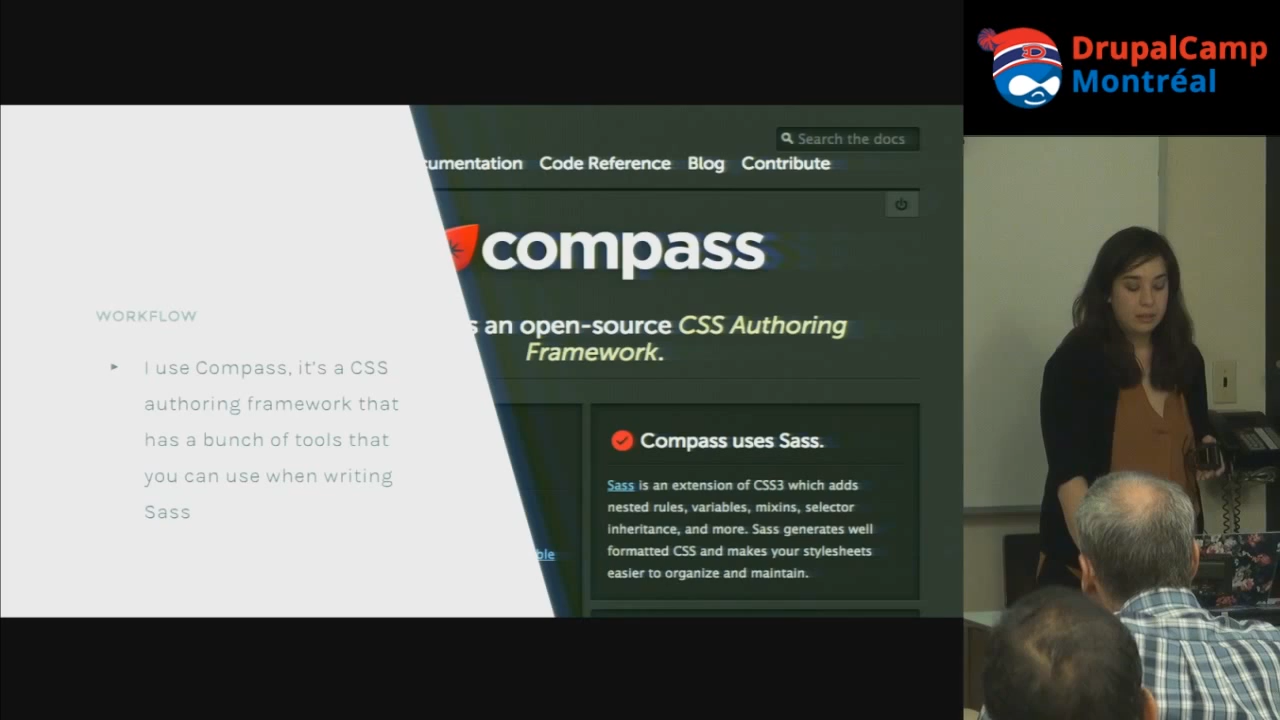 WORKFLOW
I use Compass, it's a CSS
authoring framework that
has a bunch of tools that
you can use when writing
Sass
Search the docs
cumentation Code Reference Blog Contribute
compass
s an open-source CSS Authoring
Framework.
ble
Compass uses Sass.
Sass is an extension of CSS3 which adds
nested rules, variables, mixins, selector
inheritance, and more. Sass generates well
formatted CSS and makes your stylesheets
easier to organize and maintain.
DrupalCamp
Montréal